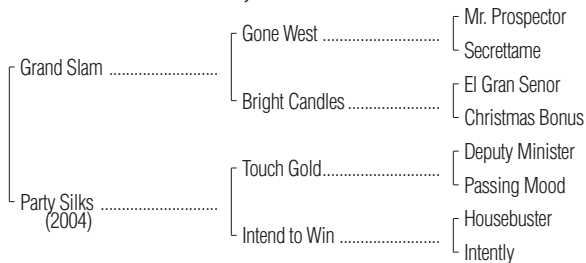 Mr. Prospector
Gone West ........................
Secrettame
Grand Slam ......................
El Gran Senor
Bright Candles ................
Christmas Bonus
Deputy Minister
Touch Gold.......................
Passing Mood
Party Silks ........................
(2004)
Housebuster
Intend to Win ....................
Intently